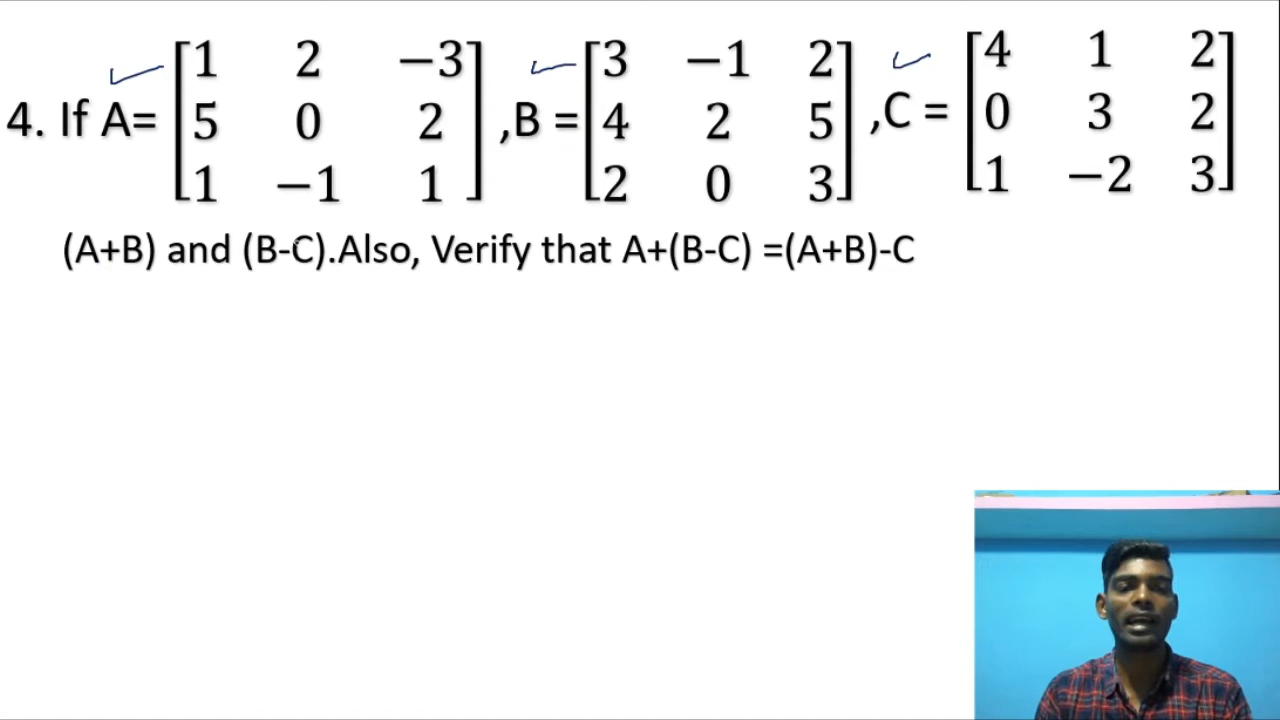 4. If A= [1 2 −3] ,B = [3 −1 2] ,C = [4 1 2]
[5 0 2] [4 2 5] [0 3 2]
[1 −1 1] [2 0 3] [1 −2 3]
(A+B) and (B-C).Also, Verify that A+(B-C) =(A+B)-C